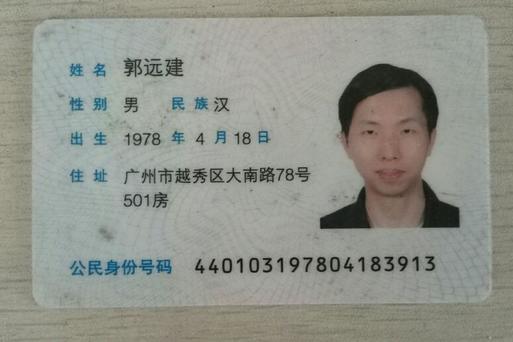 姓名 郭远建
性别 男 民族 汉
出生 1978 年 4 月 18 日
住址 广州市越秀区大南路78号
501房
公民身份号码 440103197804183913